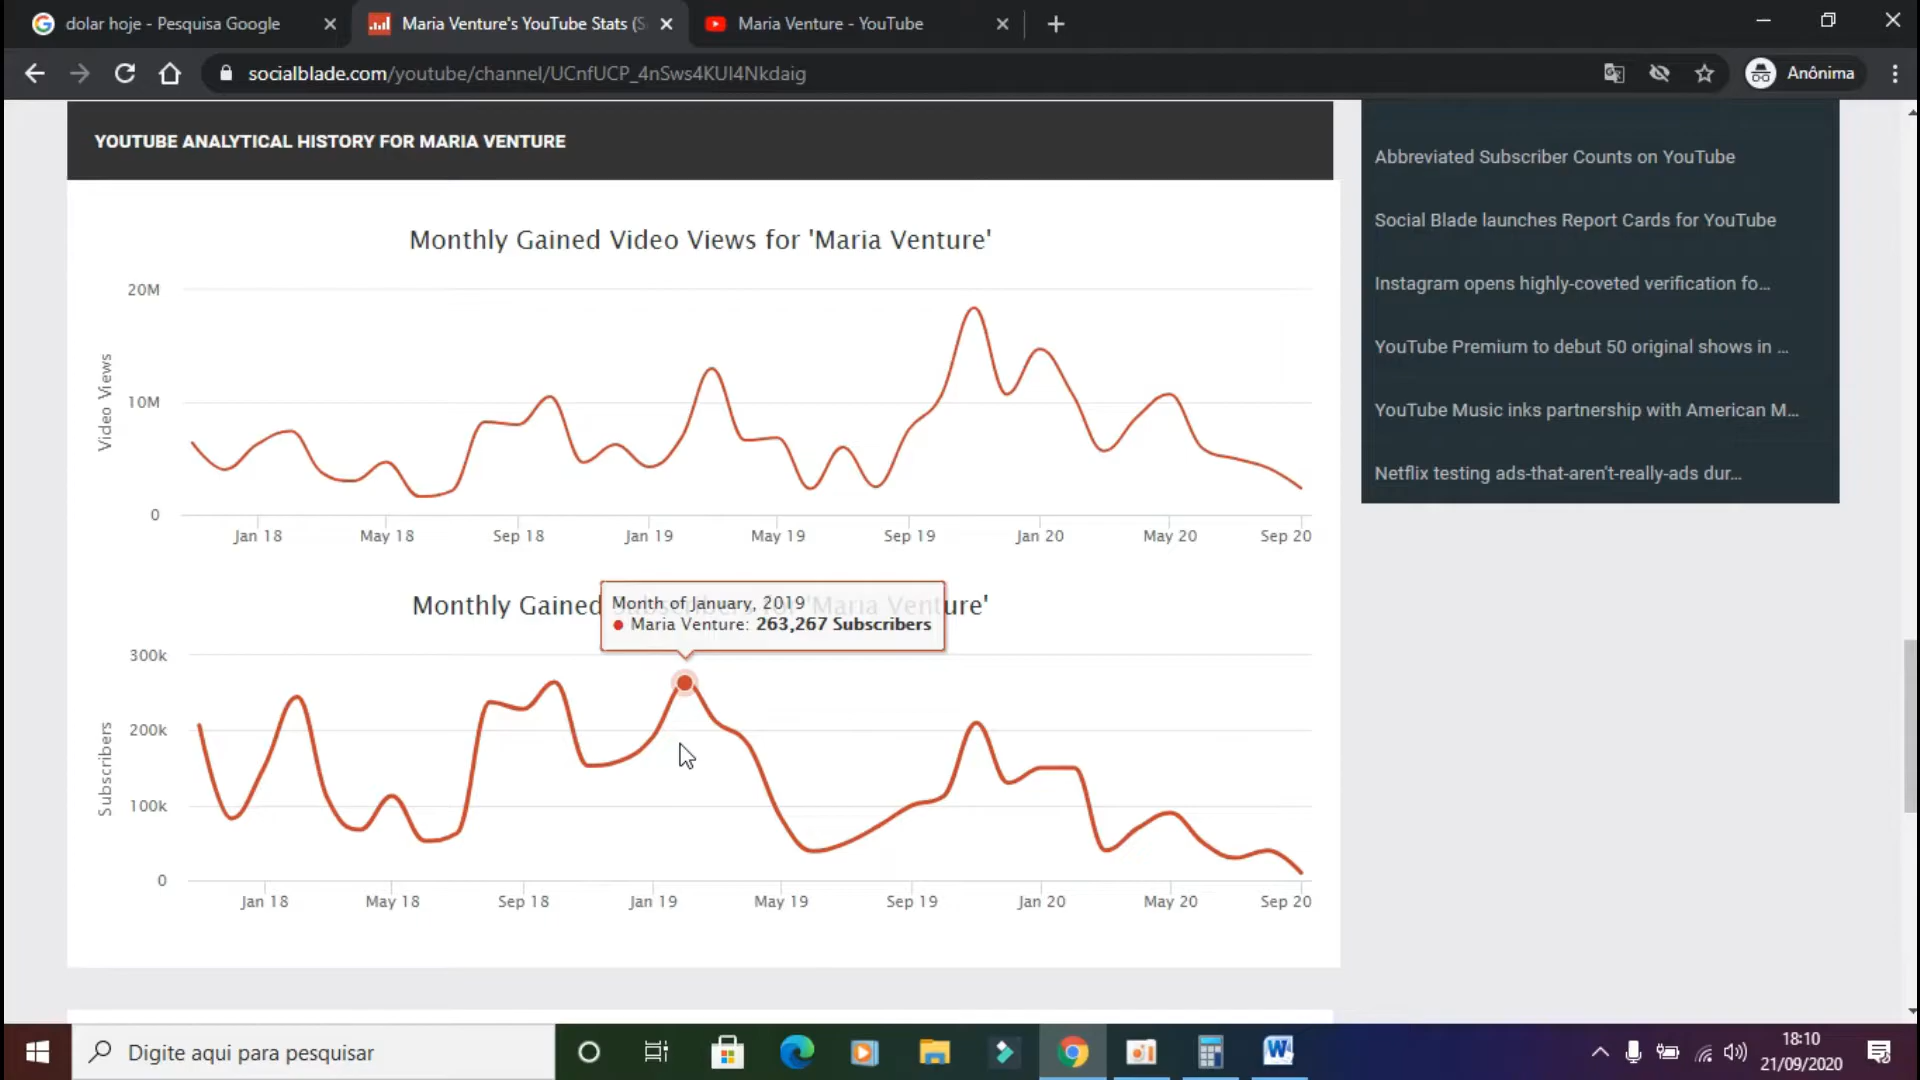 dolar hoje - Pesquisa Google
Maria Venture's YouTube Stats (S
Maria Venture - YouTube
socialblade.com/youtube/channel/UCnfUCP_4nSws4KUI4Nkdaig
Anônima
YOUTUBE ANALYTICAL HISTORY FOR MARIA VENTURE
Monthly Gained Video Views for 'Maria Venture'
20M
10M
0
Video Views
Jan 18 May 18 Sep 18 Jan 19 May 19 Sep 19 Jan 20 May 20 Sep 20
Monthly Gained Subscribers for 'Maria Venture'
Month of January, 2019
Maria Venture: 263,267 Subscribers
300k
200k
100k
0
Subscribers
Jan 18 May 18 Sep 18 Jan 19 May 19 Sep 19 Jan 20 May 20 Sep 20
Abbreviated Subscriber Counts on YouTube
Social Blade launches Report Cards for YouTube
Instagram opens highly-coveted verification fo...
YouTube Premium to debut 50 original shows in ...
YouTube Music inks partnership with American M...
Netflix testing ads-that-aren't-really-ads dur...
Digite aqui para pesquisar
18:10
21/09/2020